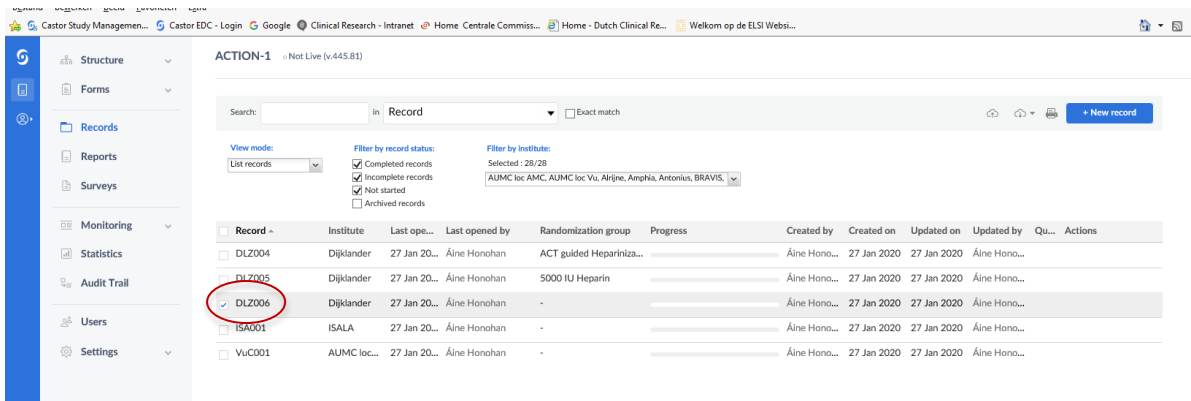 Bestand Bewerken Beeld Favorieten Extra
Castor Study Managemen... Castor EDC - Login Google Clinical Research - Intranet Home Centrale Commiss... Home - Dutch Clinical Re... Welkom op de ELSI Websi...
Structure
Forms
Records
Reports
Surveys
Monitoring
Statistics
Audit Trail
Users
Settings
ACTION-1 Not Live (v.445.81)
Search: in Record Exact match + New record
View mode: Filter by record status: Filter by institute:
List records Completed records Selected : 28/28
Incomplete records AUMC loc AMC, AUMC loc Vu, Alrijne, Amphia, Antonius, BRAVIS,
Not started
Archived records
Record Institute Last ope... Last opened by Randomization group Progress Created by Created on Updated on Updated by Qu... Actions
DLZ004 Dijklander 27 Jan 20... Áine Honohan ACT guided Hepariniza... Áine Hono... 27 Jan 2020 27 Jan 2020 Áine Hono...
DLZ005 Dijklander 27 Jan 20... Áine Honohan 5000 IU Heparin Áine Hono... 27 Jan 2020 27 Jan 2020 Áine Hono...
DLZ006 Dijklander 27 Jan 20... Áine Honohan - Áine Hono... 27 Jan 2020 27 Jan 2020 Áine Hono...
ISA001 ISALA 27 Jan 20... Áine Honohan - Áine Hono... 27 Jan 2020 27 Jan 2020 Áine Hono...
VuC001 AUMC loc... 27 Jan 20... Áine Honohan - Áine Hono... 27 Jan 2020 27 Jan 2020 Áine Hono...